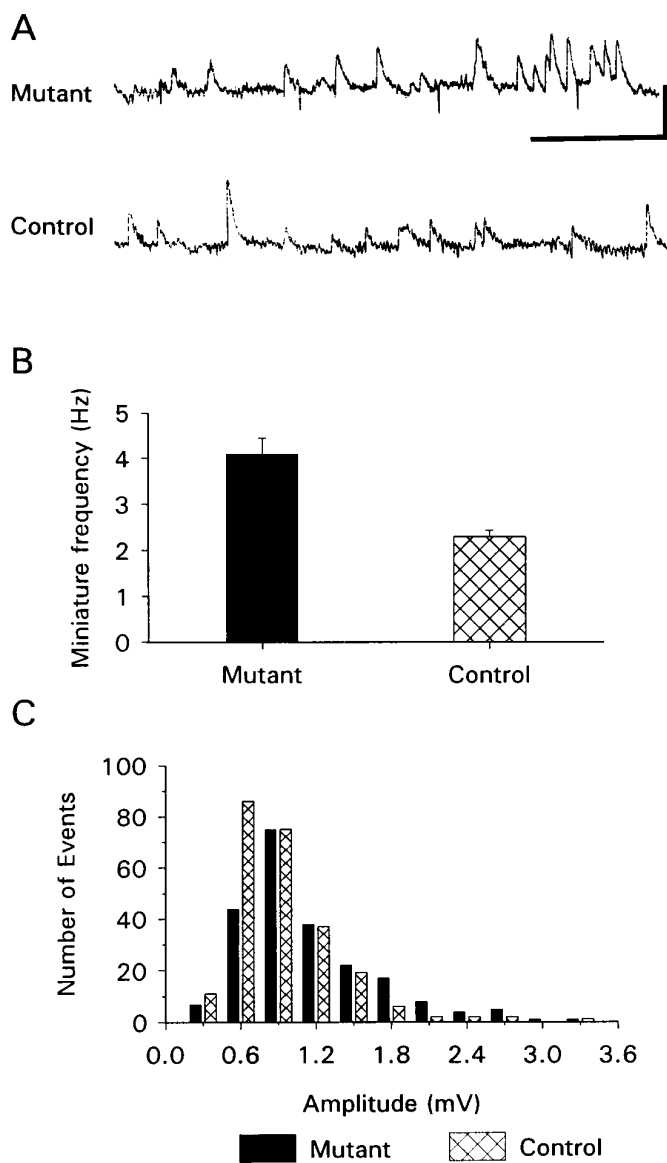 A
Mutant
Control
B
Miniature frequency (Hz)
5
4
3
2
1
0
Mutant
Control
C
Number of Events
100
80
60
40
20
0
0.0 0.6 1.2 1.8 2.4 3.0 3.6
Amplitude (mV)
Mutant Control